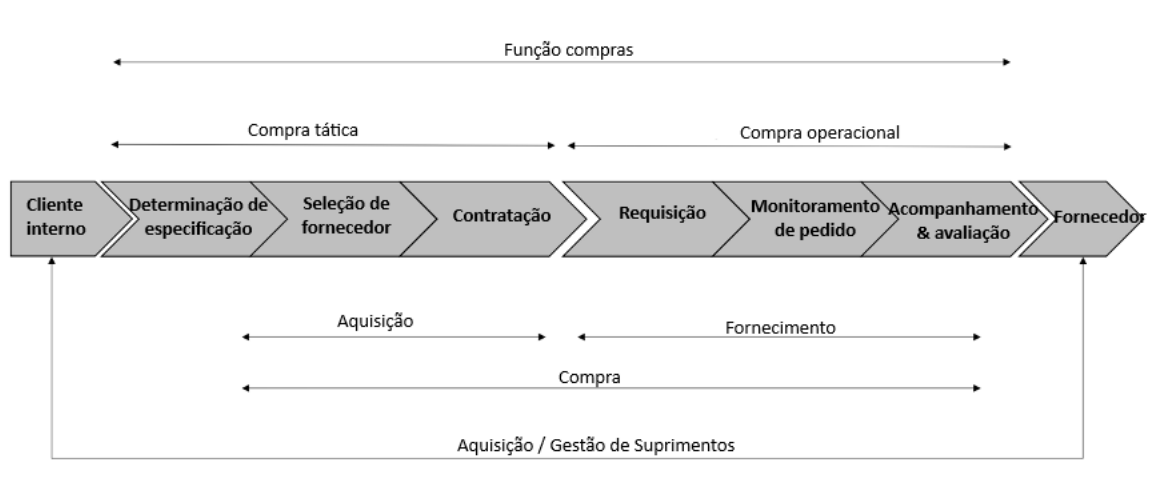 Função compras
Compra tática
Compra operacional
Cliente
interno
Determinação de
especificação
Seleção de
fornecedor
Contratação
Requisição
Monitoramento
de pedido
Acompanhamento
& avaliação
Fornecedor
Aquisição
Fornecimento
Compra
Aquisição / Gestão de Suprimentos